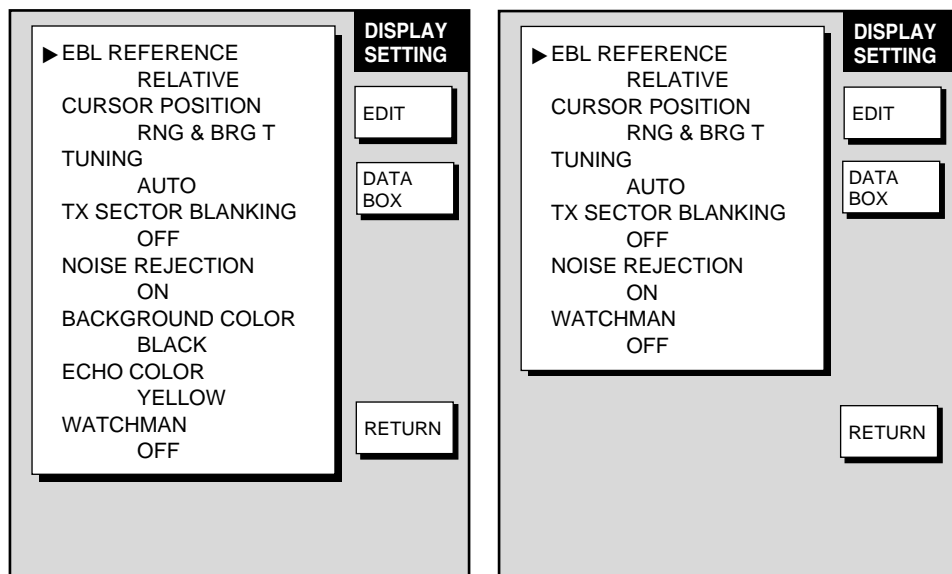 ▶EBL REFERENCE
RELATIVE
CURSOR POSITION
RNG & BRG T
TUNING
AUTO
TX SECTOR BLANKING
OFF
NOISE REJECTION
ON
BACKGROUND COLOR
BLACK
ECHO COLOR
YELLOW
WATCHMAN
OFF
DISPLAY
SETTING
EDIT
DATA
BOX
RETURN
▶EBL REFERENCE
RELATIVE
CURSOR POSITION
RNG & BRG T
TUNING
AUTO
TX SECTOR BLANKING
OFF
NOISE REJECTION
ON
WATCHMAN
OFF
DISPLAY
SETTING
EDIT
DATA
BOX
RETURN